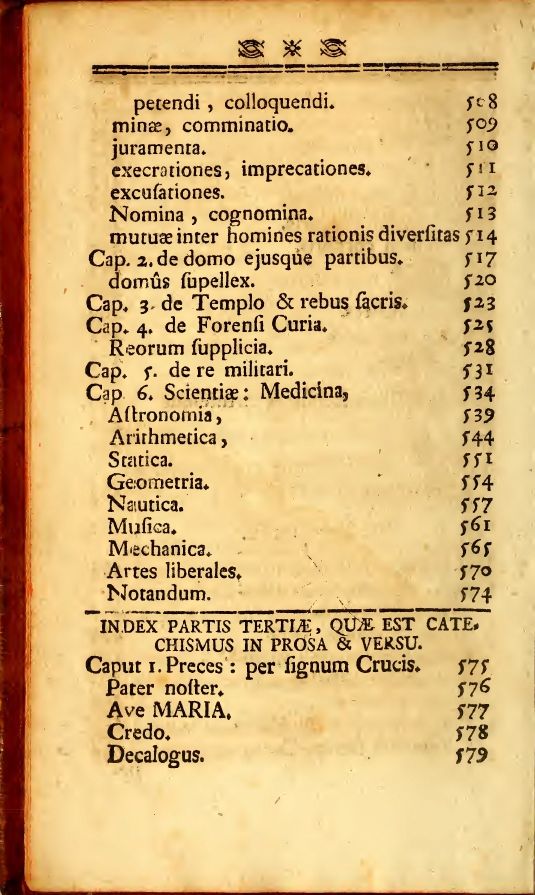 petendi , colloquendi. 508
minæ, comminatio. 509
juramenta. 510
execrationes, imprecationes. 511
excuſationes. 512
Nomina , cognomina. 513
mutuæ inter homines rationis diverſitas 514
Cap. 2. de domo ejusque partibus. 517
domûs ſupellex. 520
Cap. 3. de Templo & rebus ſacris. 523
Cap. 4. de Forenſi Curia. 525
Reorum ſupplicia. 528
Cap. 5. de re militari. 531
Cap 6. Scientiæ: Medicina, 534
Aſtronomia, 539
Arithmetica, 544
Statica. 551
Geometria. 554
Nautica. 557
Muſica. 561
Mechanica. 565
Artes liberales. 570
Notandum. 574
INDEX PARTIS TERTIÆ, QUÆ EST CATE-
CHISMUS IN PROSA & VERSU.
Caput 1. Preces : per ſignum Crucis. 575
Pater noſter. 576
Ave MARIA. 577
Credo. 578
Decalogus. 579